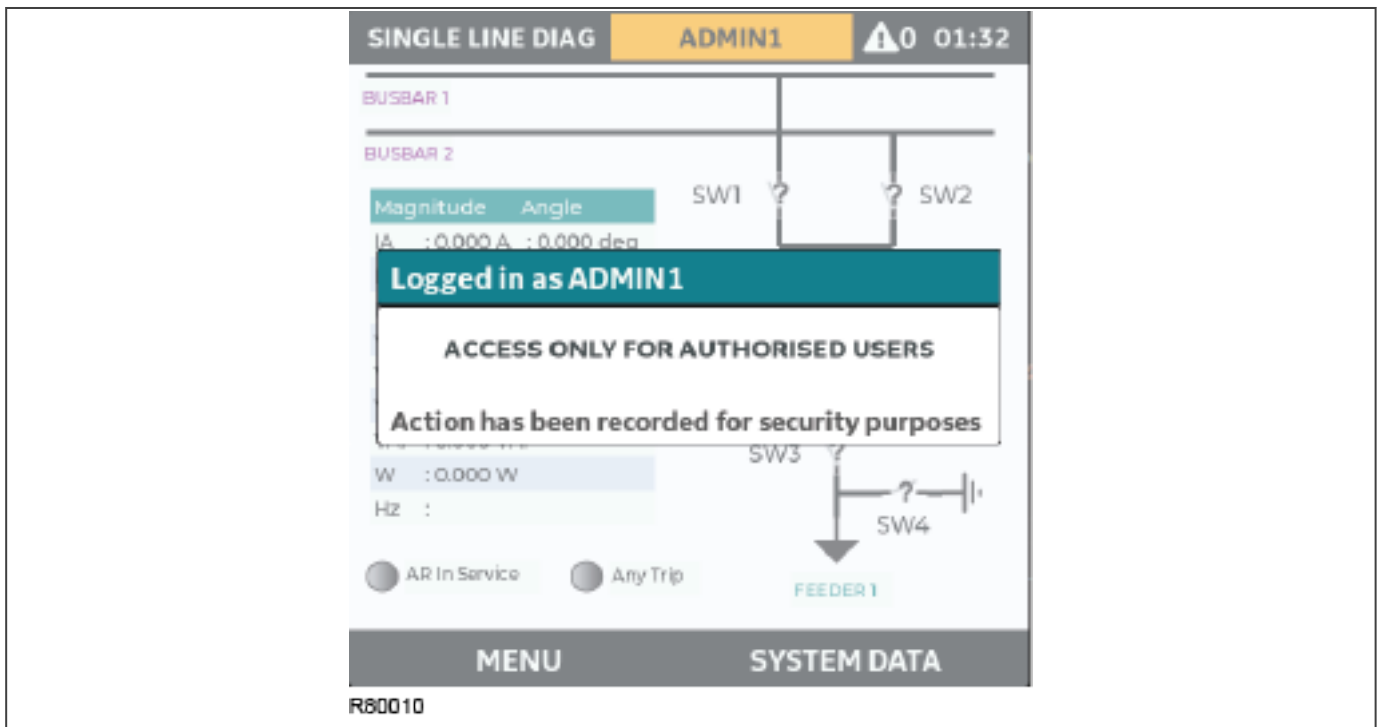 SINGLE LINE DIAG ADMIN1 0 01:32
BUSBAR 1
BUSBAR 2
SW1 ? ? SW2
Magnitude Angle
IA : 0.000 A : 0.000 deg
Logged in as ADMIN1
ACCESS ONLY FOR AUTHORISED USERS
Action has been recorded for security purposes
SW3 ?
W : 0.000 W
Hz :
?
SW4
AR In Service Any Trip
FEEDER 1
MENU SYSTEM DATA
R80010